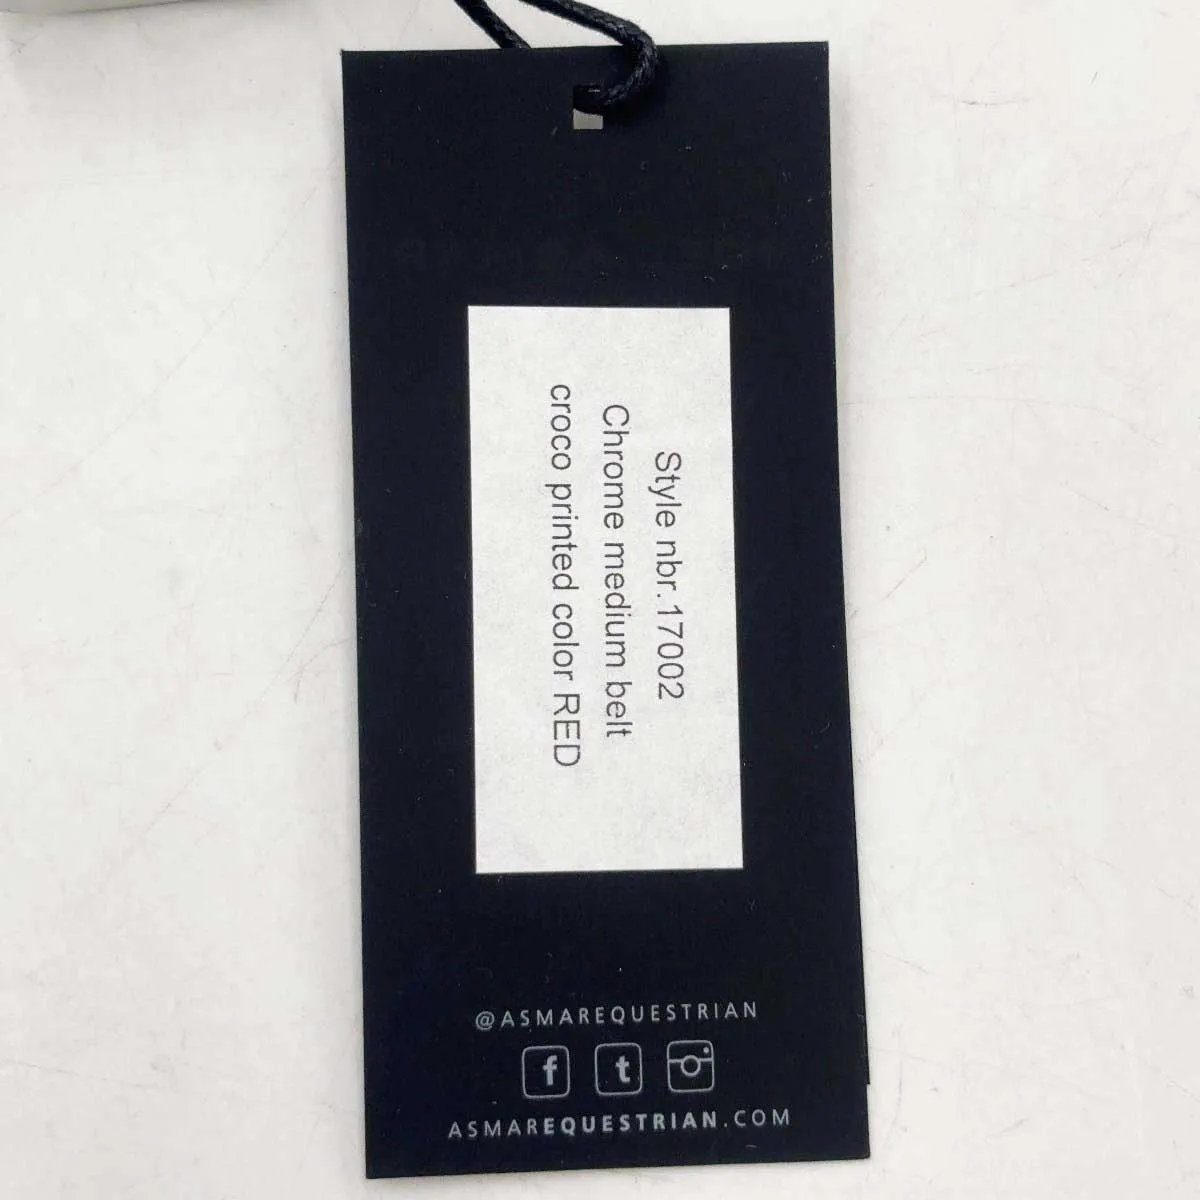 Style nbr.17002
Chrome medium belt
croco printed color RED
@ASMAREQUESTRIAN
f t
ASMAREQUESTRIAN.COM